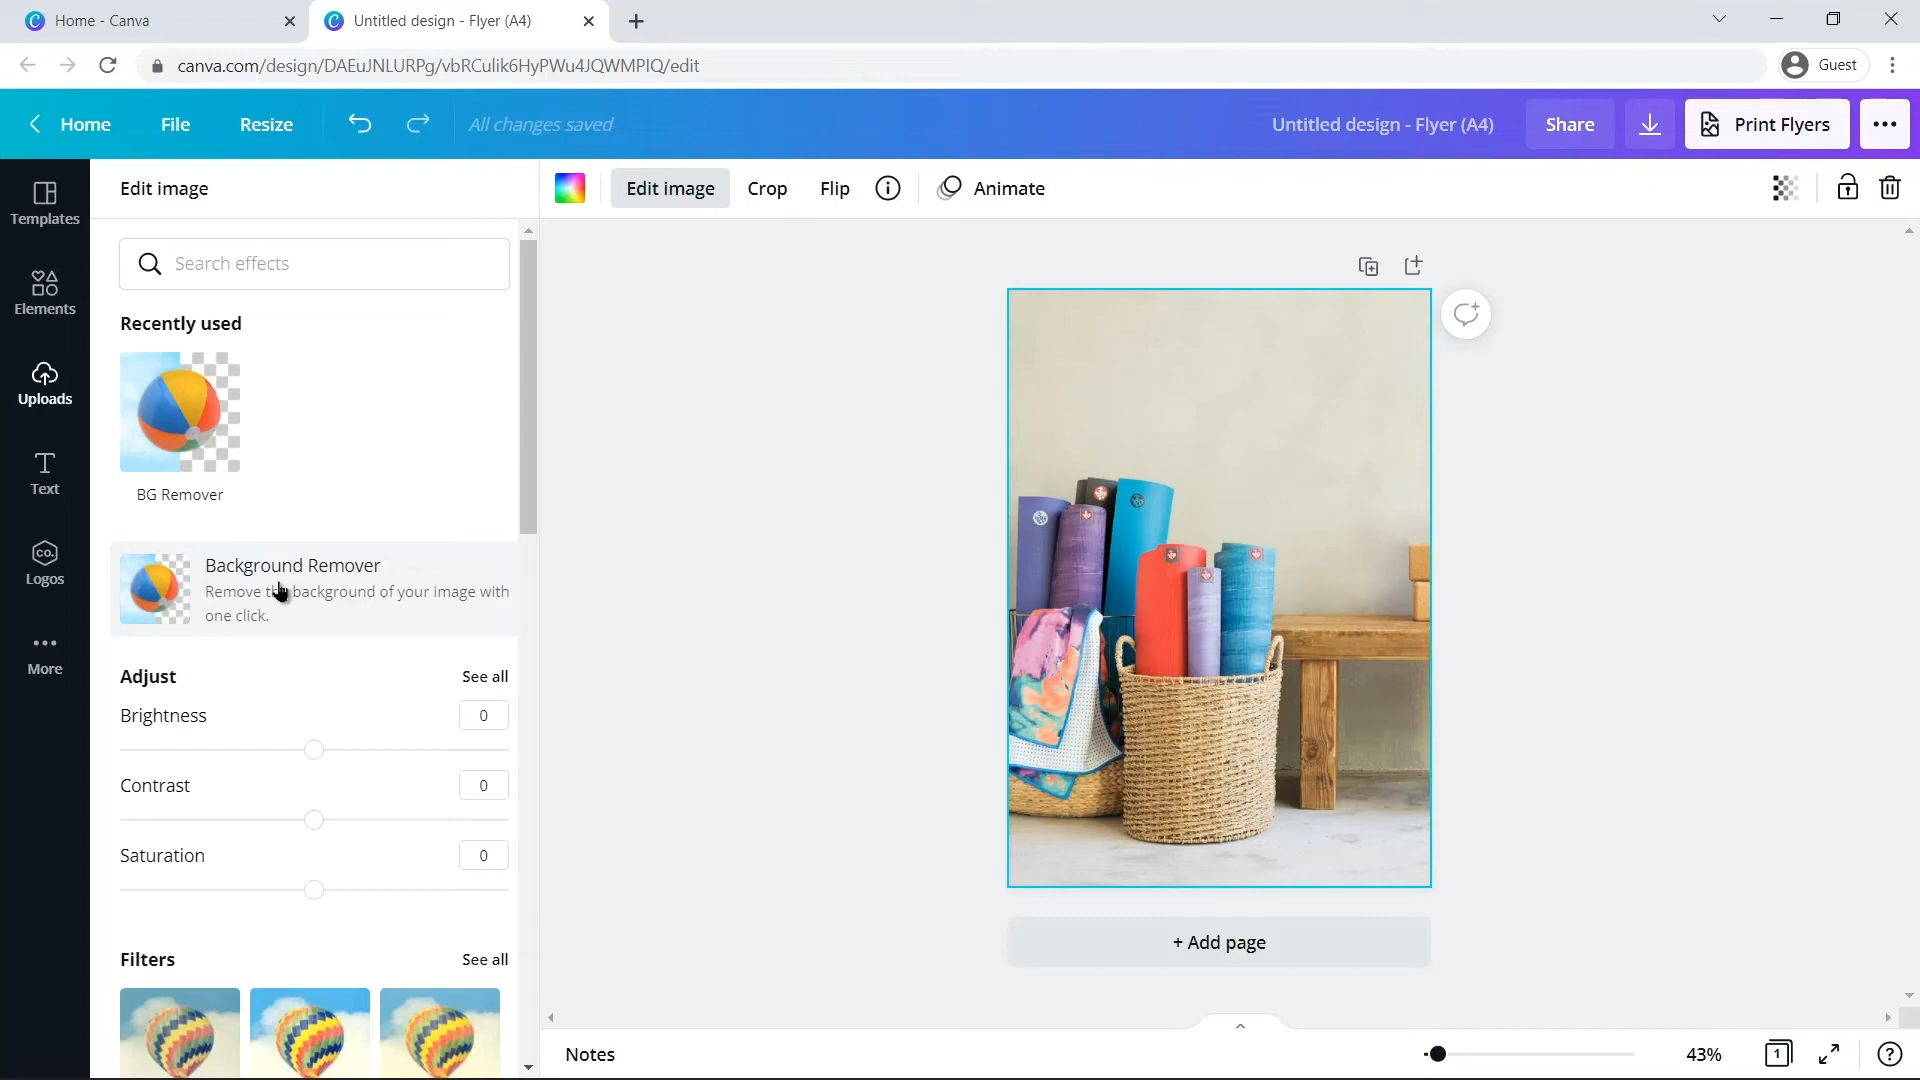 Home - Canva
Untitled design - Flyer (A4)
canva.com/design/DAEuJNLURPg/vbRCulik6HyPWu4JQWMPIQ/edit
Guest
Home
File
Resize
All changes saved
Untitled design - Flyer (A4)
Share
Print Flyers
Edit image
Edit image
Crop
Flip
Animate
Templates
Elements
Uploads
Text
CO.
Logos
More
Search effects
Recently used
BG Remover
Background Remover
Remove the background of your image with
one click.
Adjust
See all
Brightness
0
Contrast
0
Saturation
0
Filters
See all
+ Add page
Notes
43%
1